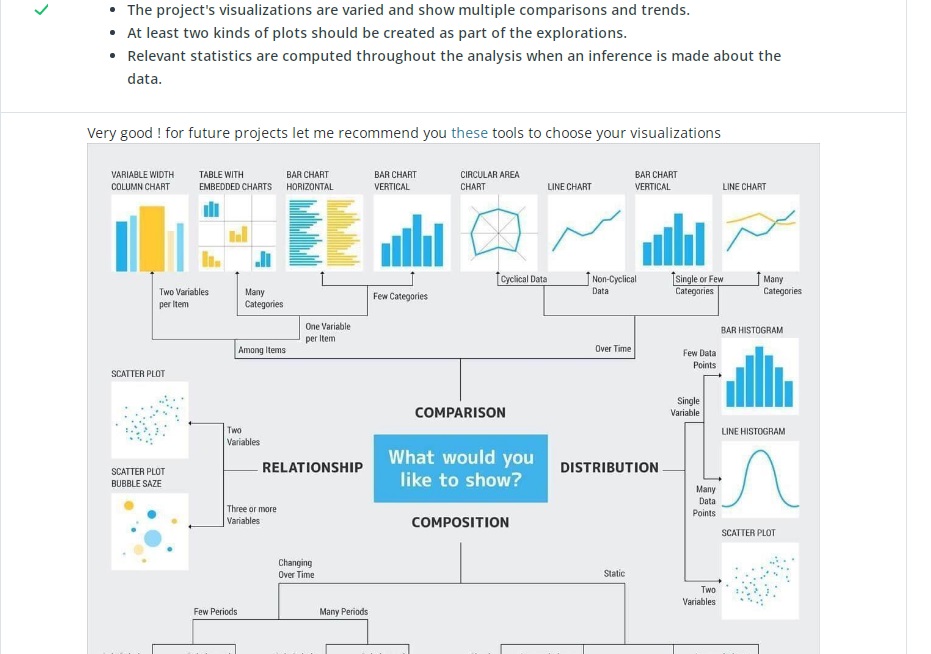 The project's visualizations are varied and show multiple comparisons and trends.
At least two kinds of plots should be created as part of the explorations.
Relevant statistics are computed throughout the analysis when an inference is made about the
data.
Very good ! for future projects let me recommend you these tools to choose your visualizations
VARIABLE WIDTH
COLUMN CHART
TABLE WITH
EMBEDDED CHARTS
BAR CHART
HORIZONTAL
BAR CHART
VERTICAL
CIRCULAR AREA
CHART
LINE CHART
BAR CHART
VERTICAL
LINE CHART
Two Variables
per Item
Many
Categories
Few Categories
Cyclical Data
Non-Cyclical
Data
Single or Few
Categories
Many
Categories
One Variable
per Item
Among Items
Over Time
BAR HISTOGRAM
Few Data
Points
SCATTER PLOT
Single
Variable
COMPARISON
Two
Variables
LINE HISTOGRAM
SCATTER PLOT
BUBBLE SAZE
RELATIONSHIP
What would you
like to show?
DISTRIBUTION
Many
Data
Points
Three or more
Variables
COMPOSITION
SCATTER PLOT
Changing
Over Time
Static
Two
Variables
Few Periods
Many Periods